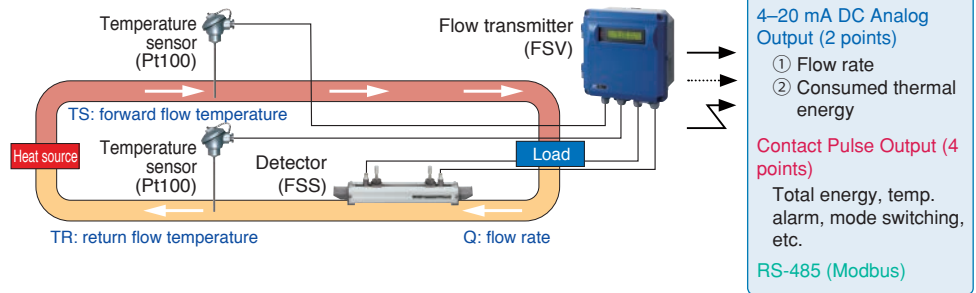 Temperature
sensor
(Pt100)
Flow transmitter
(FSV)
TS: forward flow temperature
Heat source
Temperature
sensor
(Pt100)
Detector
(FSS)
Load
TR: return flow temperature
Q: flow rate
4–20 mA DC Analog
Output (2 points)
① Flow rate
② Consumed thermal
energy
Contact Pulse Output (4
points)
Total energy, temp.
alarm, mode switching,
etc.
RS-485 (Modbus)